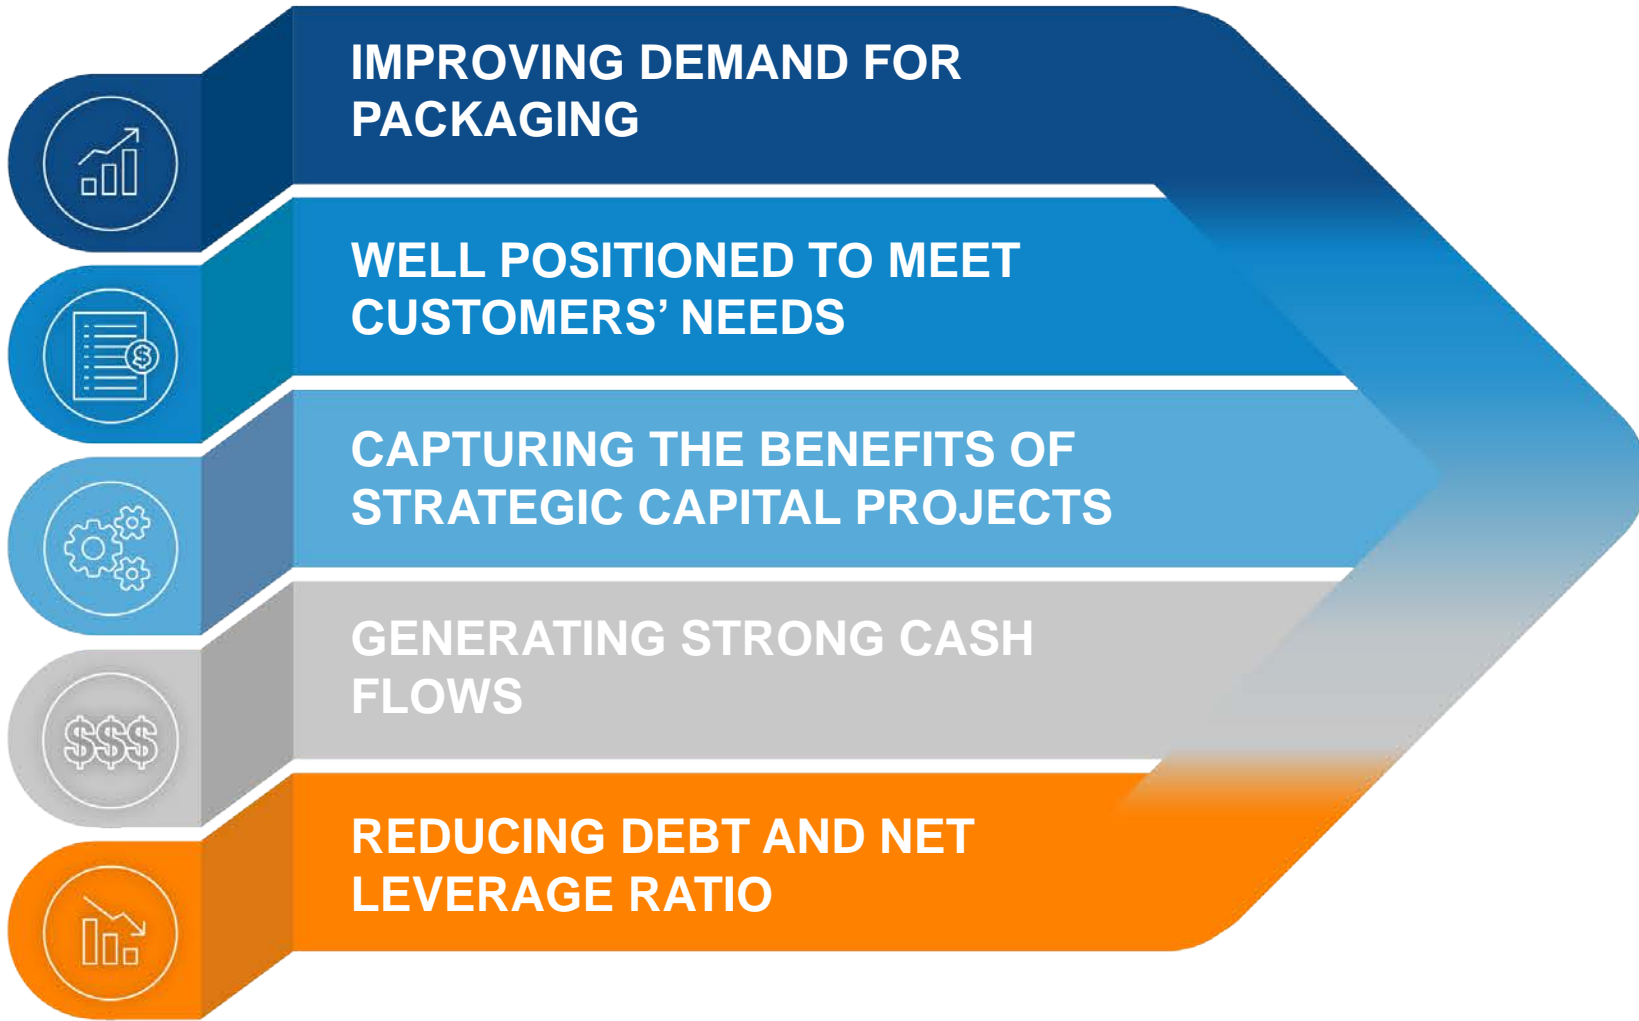 IMPROVING DEMAND FOR
PACKAGING
WELL POSITIONED TO MEET
CUSTOMERS’ NEEDS
$
CAPTURING THE BENEFITS OF
STRATEGIC CAPITAL PROJECTS
GENERATING STRONG CASH
FLOWS
$$$
REDUCING DEBT AND NET
LEVERAGE RATIO